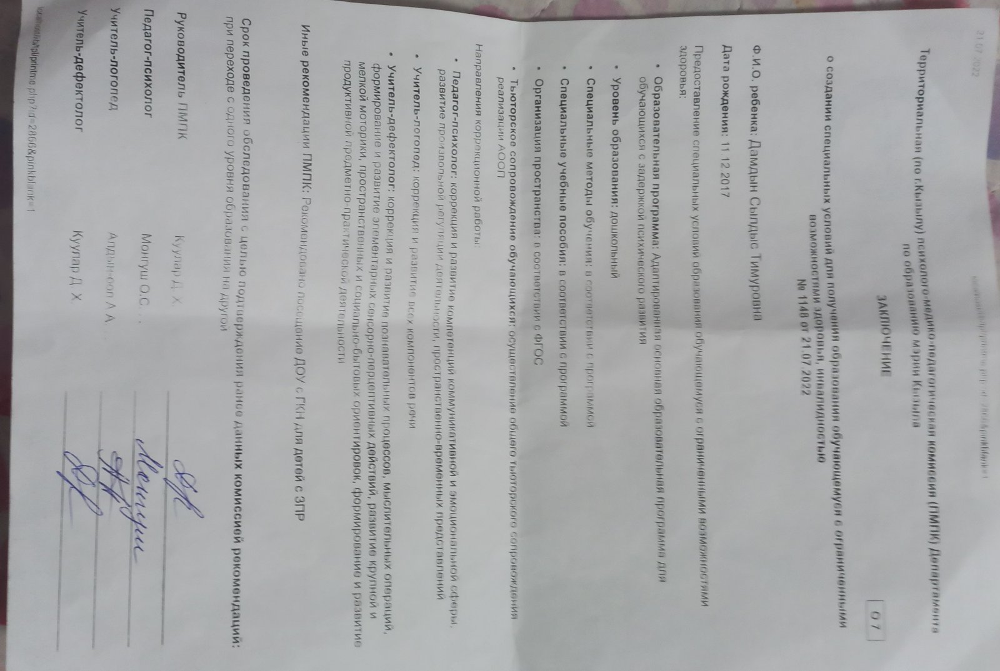 21.07.2022
Территориальная (по г.Кызылу) психолого-медико-педагогическая комиссия (ПМПК) Департамента
по образованию мэрии Кызыла
ЗАКЛЮЧЕНИЕ
07
о создании специальных условий для получения образования обучающемуся с ограниченными
возможностями здоровья, инвалидностью
№ 1148 от 21.07.2022
Ф.И.О. ребенка: Дамдын Сылдыс Тимуровна
Дата рождения: 11.12.2017
Предоставление специальных условий образования обучающемуся с ограниченными возможностями
здоровья:
• Образовательная программа: Адаптированная основная образовательная программа для
обучающихся с задержкой психического развития
• Уровень образования: дошкольный
• Специальные методы обучения: в соответствии с программой
• Специальные учебные пособия: в соответствии с программой
• Организация пространства: в соответствии с ФГОС
• Тьюторское сопровождение обучающихся: осуществление общего тьюторского сопровождения
реализации АООП
Направления коррекционной работы:
• Педагог-психолог: коррекция и развитие компетенций коммуникативной и эмоциональной сферы,
развитие произвольной регуляции деятельности, пространственно-временных представлений
• Учитель-логопед: коррекция и развитие всех компонентов речи
• Учитель-дефектолог: коррекция и развитие познавательных процессов, мыслительных операций,
формирование и развитие элементарных сенсорно-перцептивных действий, развитие крупной и
мелкой моторики, пространственных и социально-бытовых ориентировок, формирование и развитие
продуктивной предметно-практической деятельности
Иные рекомендации ПМПК: Рекомендовано посещение ДОУ с ГКН для детей с ЗПР
Срок проведения обследования с целью подтверждения ранее данных комиссией рекомендаций:
при переходе с одного уровня образования на другой
Руководитель ПМПК Куулар Д. Х.
Педагог-психолог Монгуш О.С. Монгуш
Учитель-логопед Алдын-оол А.А.
Учитель-дефектолог Куулар Д. Х.
localhost/nb/tpl/printme.php?id=2866&pinkblank=1